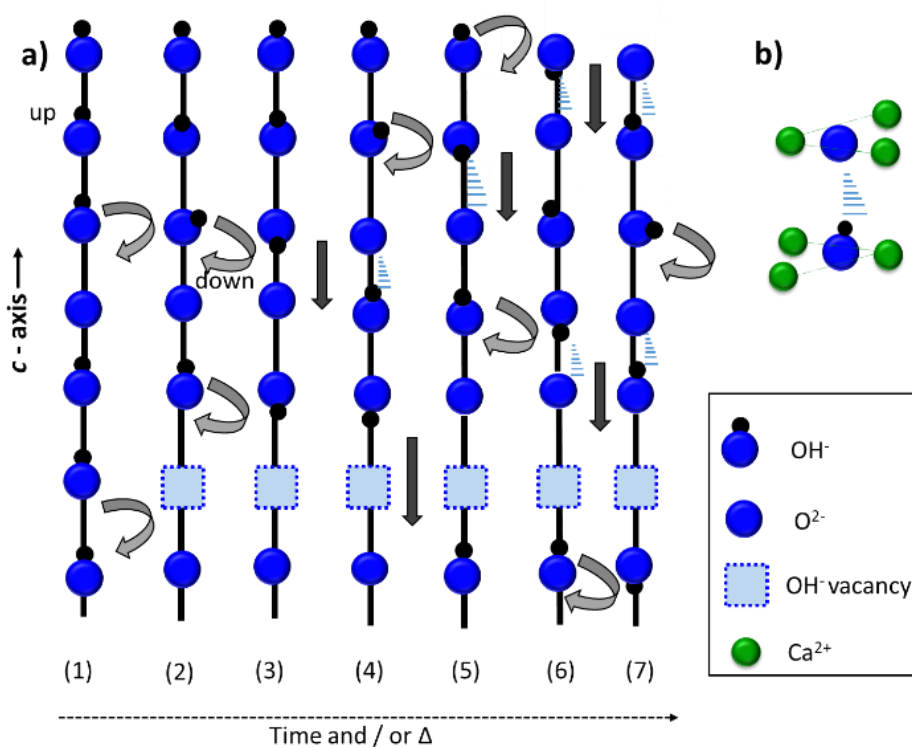 a)
b)
up
down
c - axis
OH-
O2-
OH- vacancy
Ca2+
(1) (2) (3) (4) (5) (6) (7)
Time and / or Δ